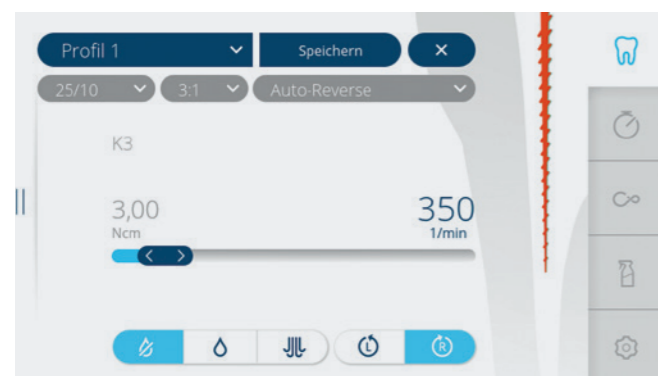 Profil 1 Speichern ×
25/10 3:1 Auto-Reverse
K3
3,00 350
Ncm 1/min
L R